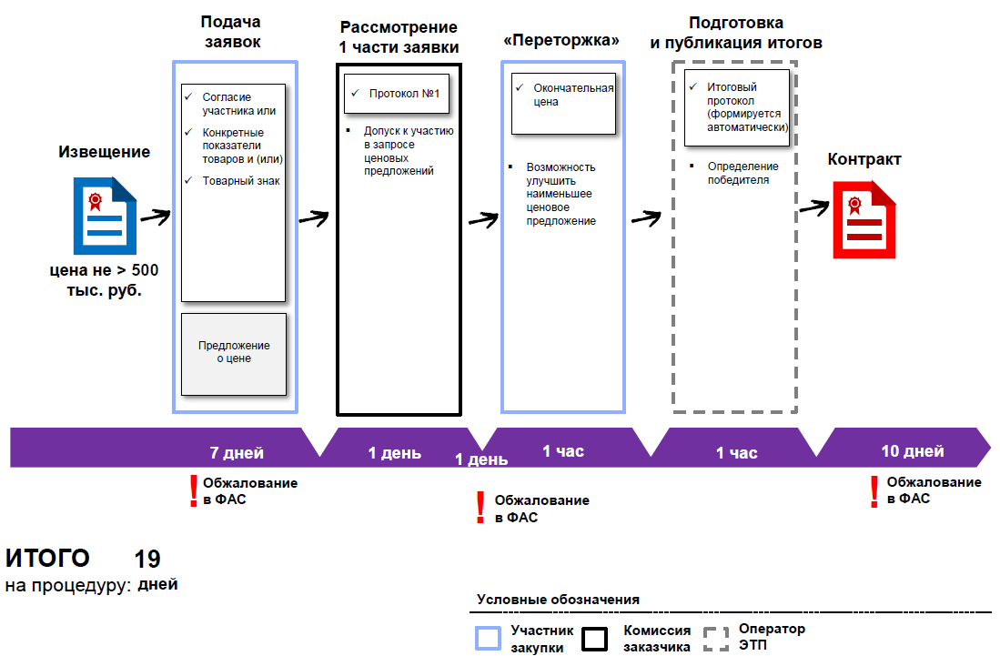 Подача
заявок
Рассмотрение
1 части заявки
«Переторжка»
Подготовка
и публикация итогов
Извещение
цена не > 500
тыс. руб.
✓ Согласие
участника или
✓ Конкретные
показатели
товаров и (или)
✓ Товарный знак
Предложение
о цене
✓ Протокол №1
▪ Допуск к участию
в запросе
ценовых
предложений
✓ Окончательная
цена
▪ Возможность
улучшить
наименьшее
ценовое
предложение
✓ Итоговый
протокол
(формируется
автоматически)
▪ Определение
победителя
Контракт
7 дней
1 день
1 день
1 час
1 час
10 дней
! Обжалование
в ФАС
! Обжалование
в ФАС
! Обжалование
в ФАС
ИТОГО 19
на процедуру: дней
Условные обозначения
Участник
закупки
Комиссия
заказчика
Оператор
ЭТП